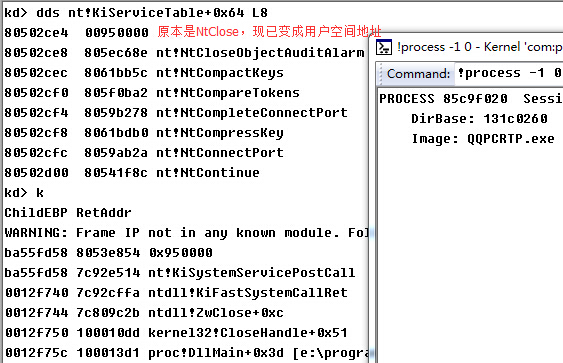 kd> dds nt!KiServiceTable+0x64 L8
80502ce4 00950000 原本是NtClose，现已变成用户空间地址
80502ce8 805ec68e nt!NtCloseObjectAuditAlarm
80502cec 8061bb5c nt!NtCompactKeys
80502cf0 805f0ba2 nt!NtCompareTokens
80502cf4 8059b278 nt!NtCompleteConnectPort
80502cf8 8061bdb0 nt!NtCompressKey
80502cfc 8059ab2a nt!NtConnectPort
80502d00 80541f8c nt!NtContinue
kd> k
ChildEBP RetAddr
WARNING: Frame IP not in any known module. Fol
ba55fd58 8053e854 0x950000
ba55fd58 7c92e514 nt!KiSystemServicePostCall
0012f740 7c92cffa ntdll!KiFastSystemCallRet
0012f744 7c809c2b ntdll!ZwClose+0xc
0012f750 100010dd kernel32!CloseHandle+0x51
0012f75c 100013d1 proc!DllMain+0x3d [e:\progra
!process -1 0 - Kernel 'com:p
Command: !process -1 0
PROCESS 85c9f020 Sessi
DirBase: 131c0260
Image: QQPCRTP.exe